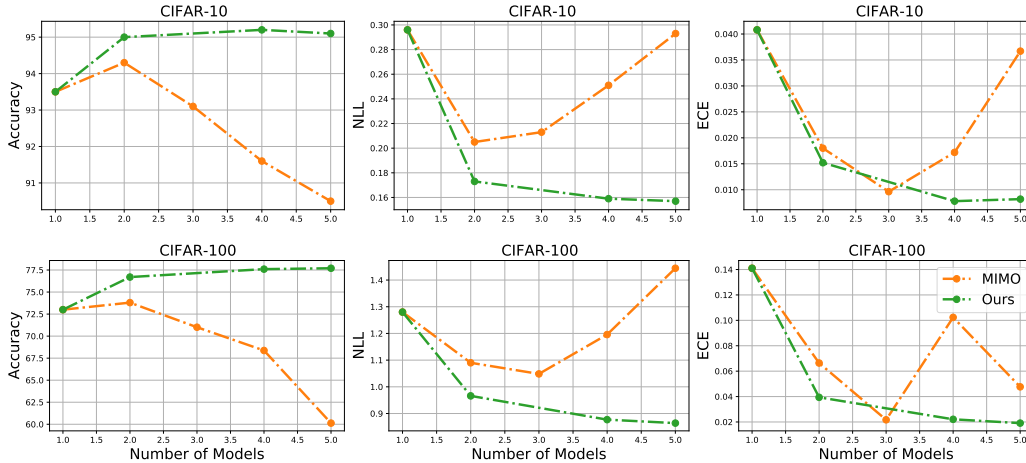 CIFAR-10
Accuracy
95
94
93
92
91
1.0 1.5 2.0 2.5 3.0 3.5 4.0 4.5 5.0
CIFAR-10
NLL
0.30
0.28
0.26
0.24
0.22
0.20
0.18
0.16
1.0 1.5 2.0 2.5 3.0 3.5 4.0 4.5 5.0
CIFAR-10
ECE
0.040
0.035
0.030
0.025
0.020
0.015
0.010
1.0 1.5 2.0 2.5 3.0 3.5 4.0 4.5 5.0
CIFAR-100
Accuracy
77.5
75.0
72.5
70.0
67.5
65.0
62.5
60.0
1.0 1.5 2.0 2.5 3.0 3.5 4.0 4.5 5.0
Number of Models
CIFAR-100
NLL
1.4
1.3
1.2
1.1
1.0
0.9
1.0 1.5 2.0 2.5 3.0 3.5 4.0 4.5 5.0
Number of Models
CIFAR-100
ECE
0.14
0.12
0.10
0.08
0.06
0.04
0.02
MIMO
Ours
1.0 1.5 2.0 2.5 3.0 3.5 4.0 4.5 5.0
Number of Models